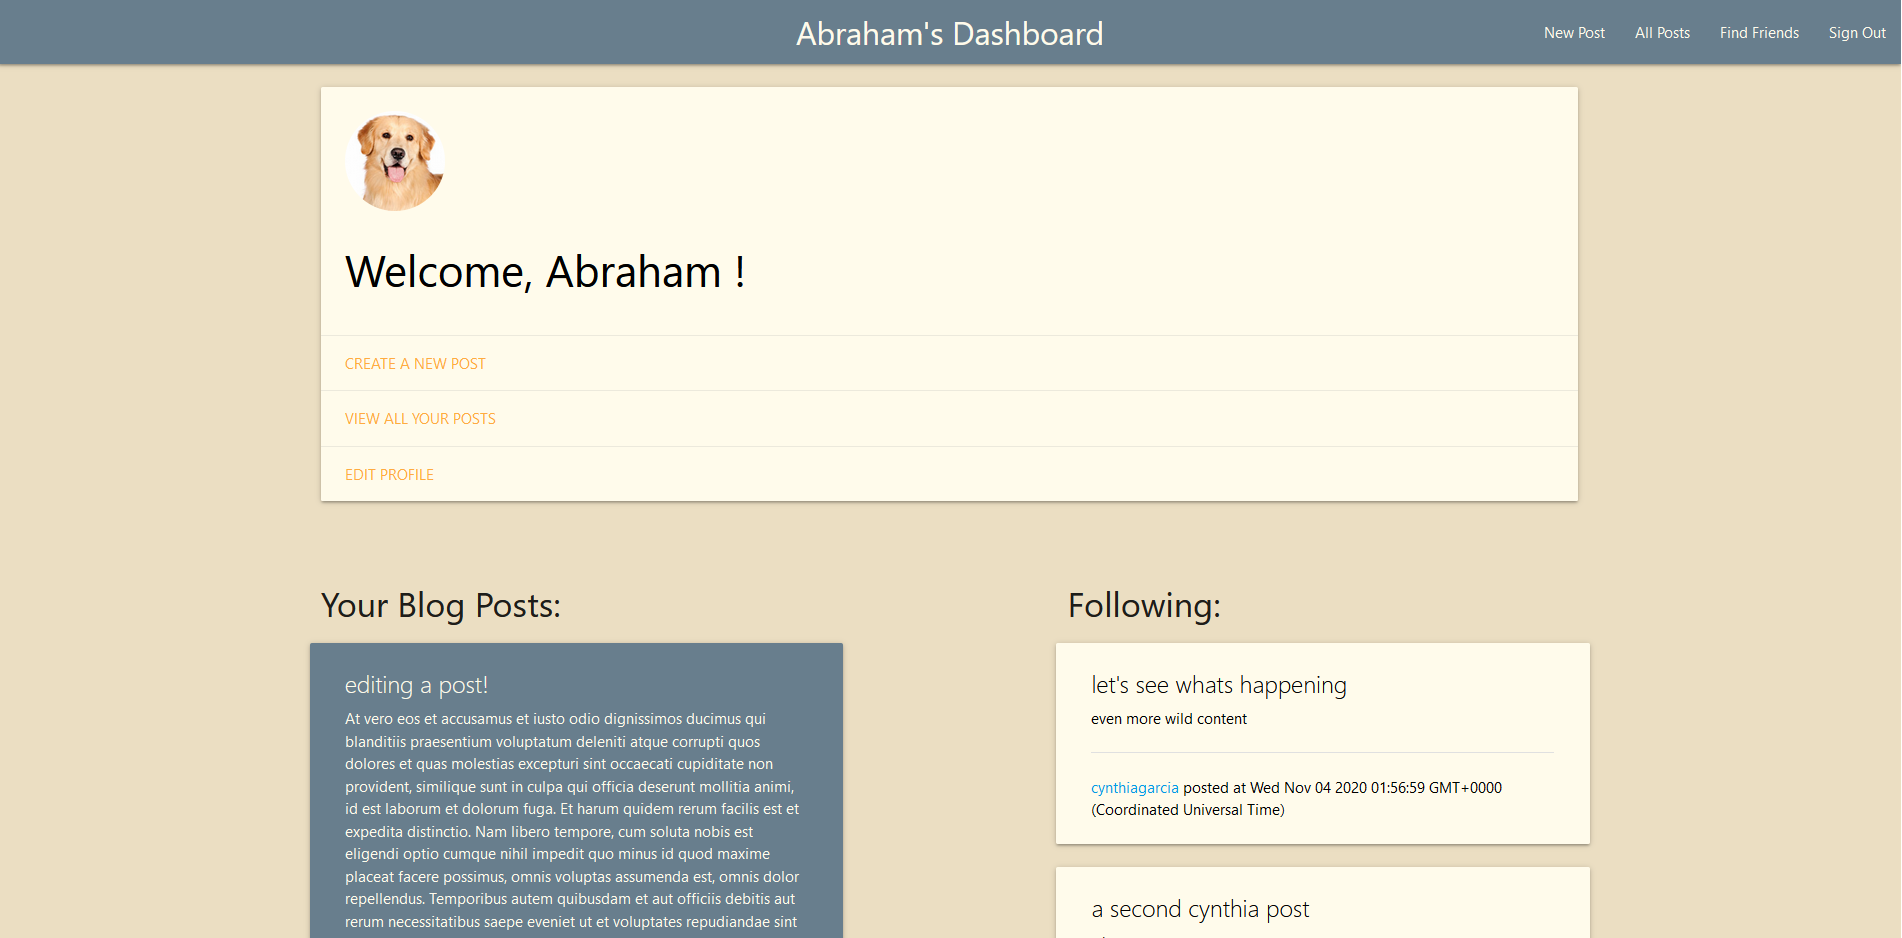 Abraham's Dashboard
New Post
All Posts
Find Friends
Sign Out
Welcome, Abraham !
CREATE A NEW POST
VIEW ALL YOUR POSTS
EDIT PROFILE
Your Blog Posts:
editing a post!
At vero eos et accusamus et iusto odio dignissimos ducimus qui
blanditiis praesentium voluptatum deleniti atque corrupti quos
dolores et quas molestias excepturi sint occaecati cupiditate non
provident, similique sunt in culpa qui officia deserunt mollitia animi,
id est laborum et dolorum fuga. Et harum quidem rerum facilis est et
expedita distinctio. Nam libero tempore, cum soluta nobis est
eligendi optio cumque nihil impedit quo minus id quod maxime
placeat facere possimus, omnis voluptas assumenda est, omnis dolor
repellendus. Temporibus autem quibusdam et aut officiis debitis aut
rerum necessitatibus saepe eveniet ut et voluptates repudiandae sint
Following:
let's see whats happening
even more wild content
cynthiagarcia posted at Wed Nov 04 2020 01:56:59 GMT+0000
(Coordinated Universal Time)
a second cynthia post